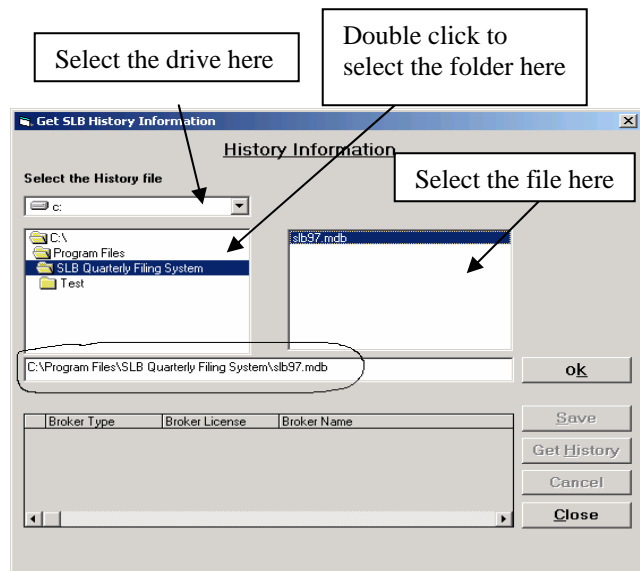 Double click to
Select the drive here
select the folder here
Get SLB History Information
History Information
Select the History file
Select the file here
c:
C:\
slb97.mdb
Program Files
SLB Quarterly Filing System
Test
C:\Program Files\SLB Quarterly Filing System\slb97.mdb
ok
Broker Type Broker License Broker Name
Save
Get History
Cancel
Close